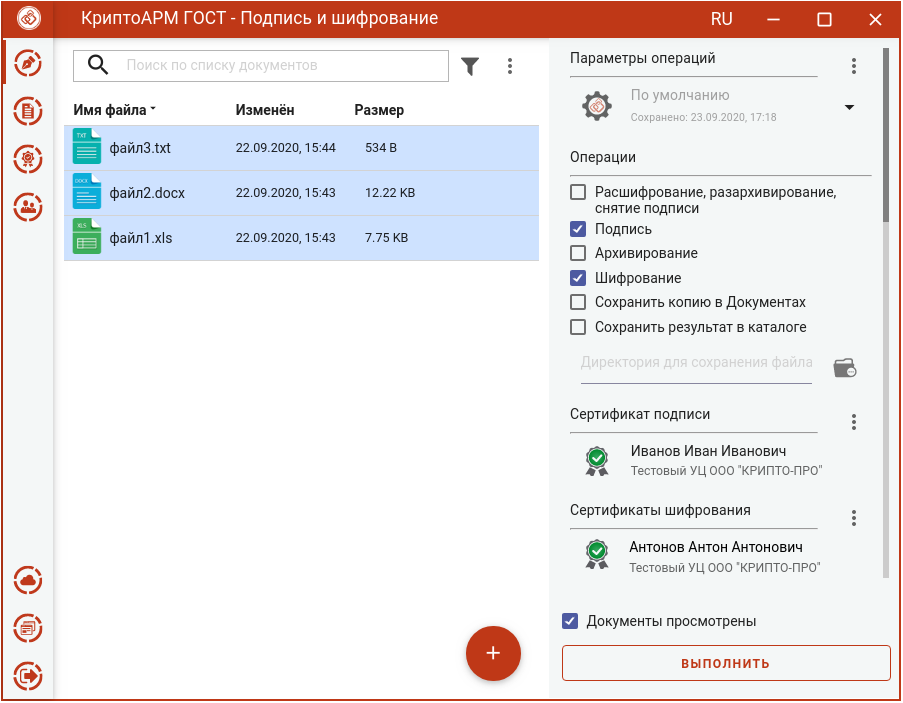 КриптоАРМ ГОСТ - Подпись и шифрование
RU
Поиск по списку документов
Имя файла Изменён Размер
TXT
файл3.txt 22.09.2020, 15:44 534 B
DOCX
файл2.docx 22.09.2020, 15:43 12.22 KB
XLS
файл1.xls 22.09.2020, 15:43 7.75 KB
+
Параметры операций
По умолчанию
Сохранено: 23.09.2020, 17:18
Операции
Расшифрование, разархивирование,
снятие подписи
Подпись
Архивирование
Шифрование
Сохранить копию в Документах
Сохранить результат в каталоге
Директория для сохранения файла
Сертификат подписи
Иванов Иван Иванович
Тестовый УЦ ООО "КРИПТО-ПРО"
Сертификаты шифрования
Антонов Антон Антонович
Тестовый УЦ ООО "КРИПТО-ПРО"
Документы просмотрены
ВЫПОЛНИТЬ